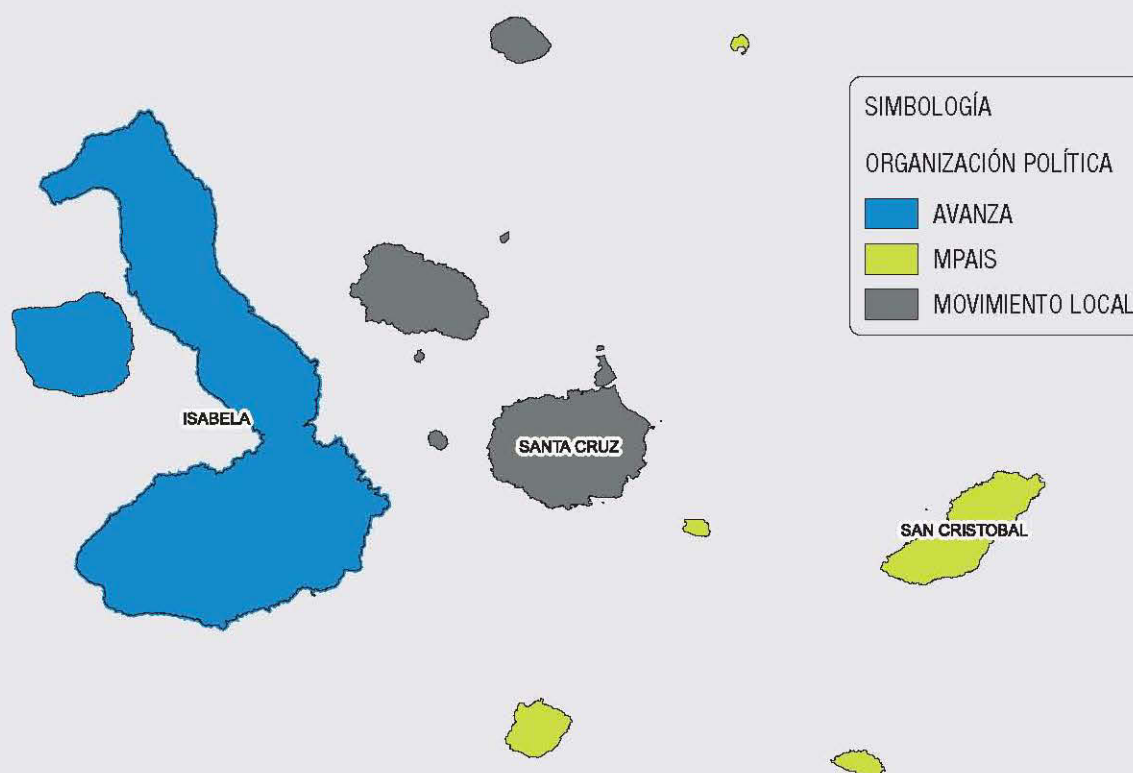 SIMBOLOGÍA
ORGANIZACIÓN POLÍTICA
AVANZA
MPAIS
MOVIMIENTO LOCAL
ISABELA
SANTA CRUZ
SAN CRISTOBAL